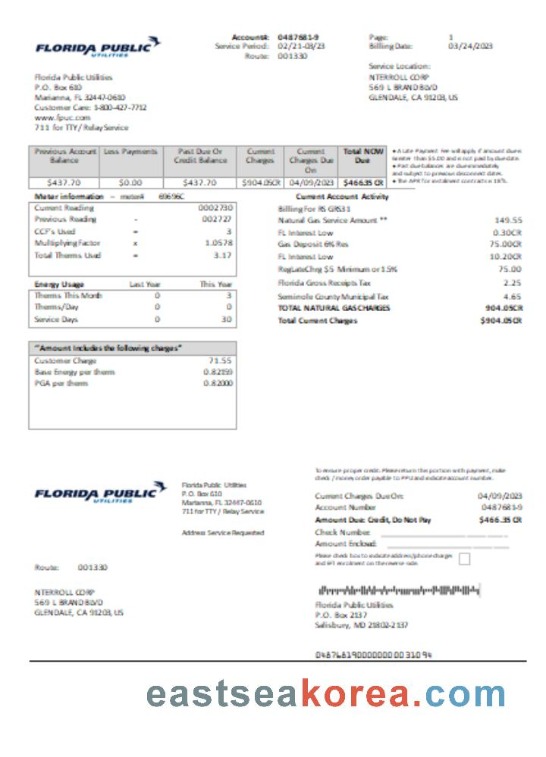 FLORIDA PUBLIC
UTILITIES
Account#: 0487681-9
Service Period: 02/21-03/23
Route: 001330
Page: 1
Billing Date: 03/24/2023
Florida Public Utilities
P.O. Box 610
Marianna, FL 32447-0610
Customer Care: 1-800-427-7712
www.fpuc.com
711 for TTY/ Relay Service
Service Location:
NTERROLL CORP
569 L BRAND BLVD
GLENDALE, CA 91203, US
Previous Account Balance Less Payments Past Due Or Credit Balance Current Charges Current Charges Due On Total NOW Due
$437.70 $0.00 $437.70 $904.05CR 04/09/2023 $466.35 CR
• A Late Payment Fee will apply if amount due is
Greater than $5.00 and is not paid by due date.
• Past due balances are due immediately,
and subject to previous disconnect dates.
• the APR for installment contracts is 18%.
Meter information – meter# 69696C
Current Reading 0002730
Previous Reading - 002727
CCF's Used = 3
Multiplying Factor x 1.0578
Total Therms Used = 3.17
Energy Usage Last Year This Year
Therms This Month 0 3
Therms/Day 0 0
Service Days 0 30
"Amount Includes the following charges"
Customer Charge 71.55
Base Energy per therm 0.82159
PGA per therm 0.82000
Current Account Activity
Billing For RS GRS31
Natural Gas Service Amount ** 149.55
FL Interest Low 0.30CR
Gas Deposit 6% Res 75.00CR
FL Interest Low 10.20CR
RegLateChg $5 Minimum or 1.5% 75.00
Florida Gross Receipts Tax 2.25
Seminole County Municipal Tax 4.65
TOTAL NATURAL GAS CHARGES 904.05CR
Total Current Charges $904.05CR
FLORIDA PUBLIC
UTILITIES
Florida Public Utilities
P.O. Box 610
Marianna, FL 32447-0610
711 for TTY / Relay Service
Address Service Requested
To ensure proper credit. Please return the portion with payment, make
check / money order payable to FPU and indicate account number.
Current Charges Due On: 04/09/2023
Account Number 0487681-9
Amount Due: Credit, Do Not Pay $466.35 CR
Check Number:
Amount Enclosed:
Please check box to indicate address/phone charges
and EFT enrollment on the reverse side.
Route: 001330
NTERROLL CORP
569 L BRAND BLVD
GLENDALE, CA 91203, US
Florida Public Utilities
P.O. Box 2137
Salisbury, MD 21802-2137
eastseakorea.com